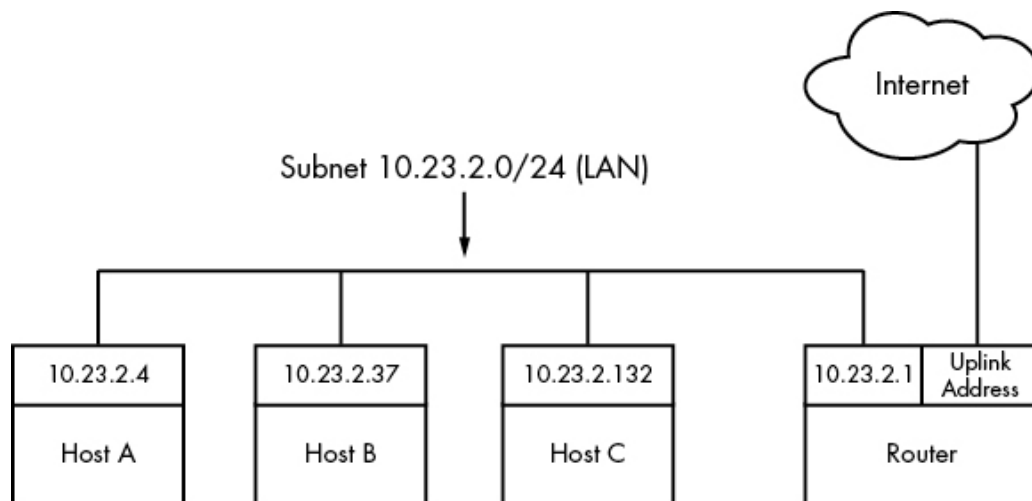 Internet
Subnet 10.23.2.0/24 (LAN)
10.23.2.4
10.23.2.37
10.23.2.132
10.23.2.1
Uplink
Address
Host A
Host B
Host C
Router